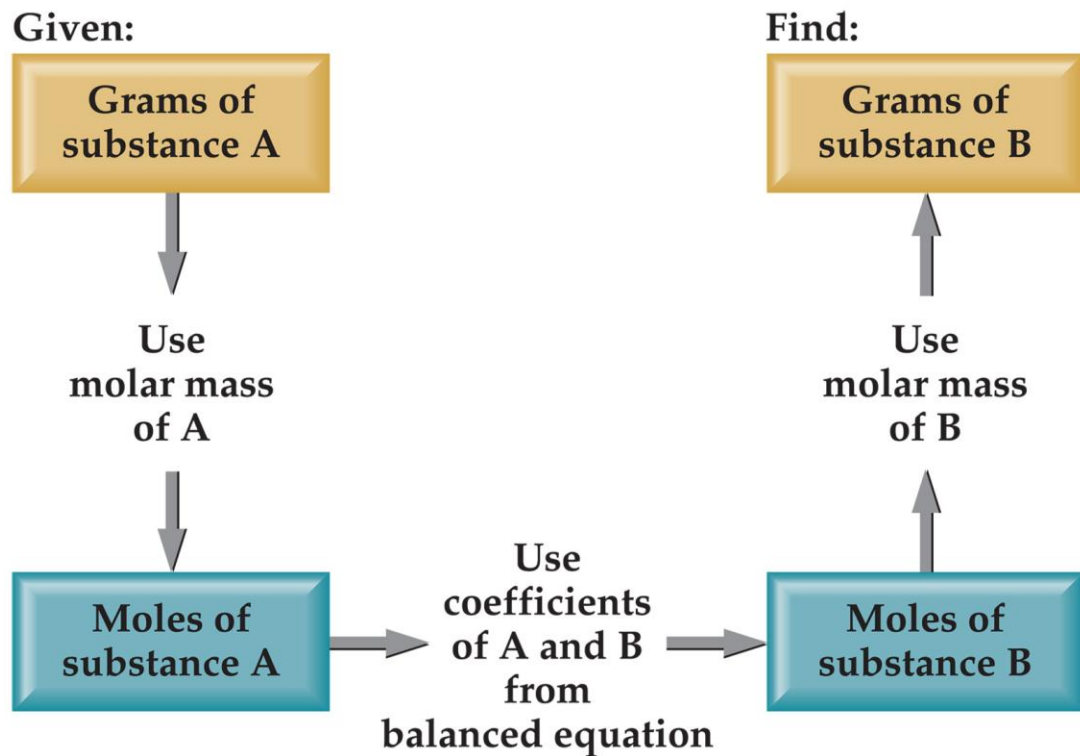 Given:
Grams of
substance A
Use
molar mass
of A
Moles of
substance A
Use
coefficients
of A and B
from
balanced equation
Moles of
substance B
Use
molar mass
of B
Find:
Grams of
substance B